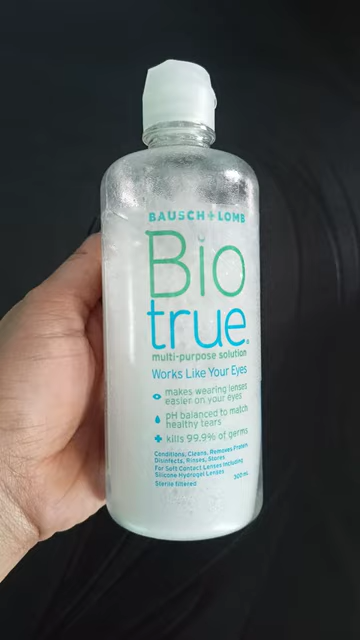 BAUSCH + LOMB
Bio
true®
multi-purpose solution
Works Like Your Eyes
makes wearing lenses
easier on your eyes
pH balanced to match
healthy tears
kills 99.9% of germs
Conditions, Cleans, Removes Protein
Disinfects, Rinses, Stores
For Soft Contact Lenses including
Silicone Hydrogel Lenses
300 mL
Sterile filtered